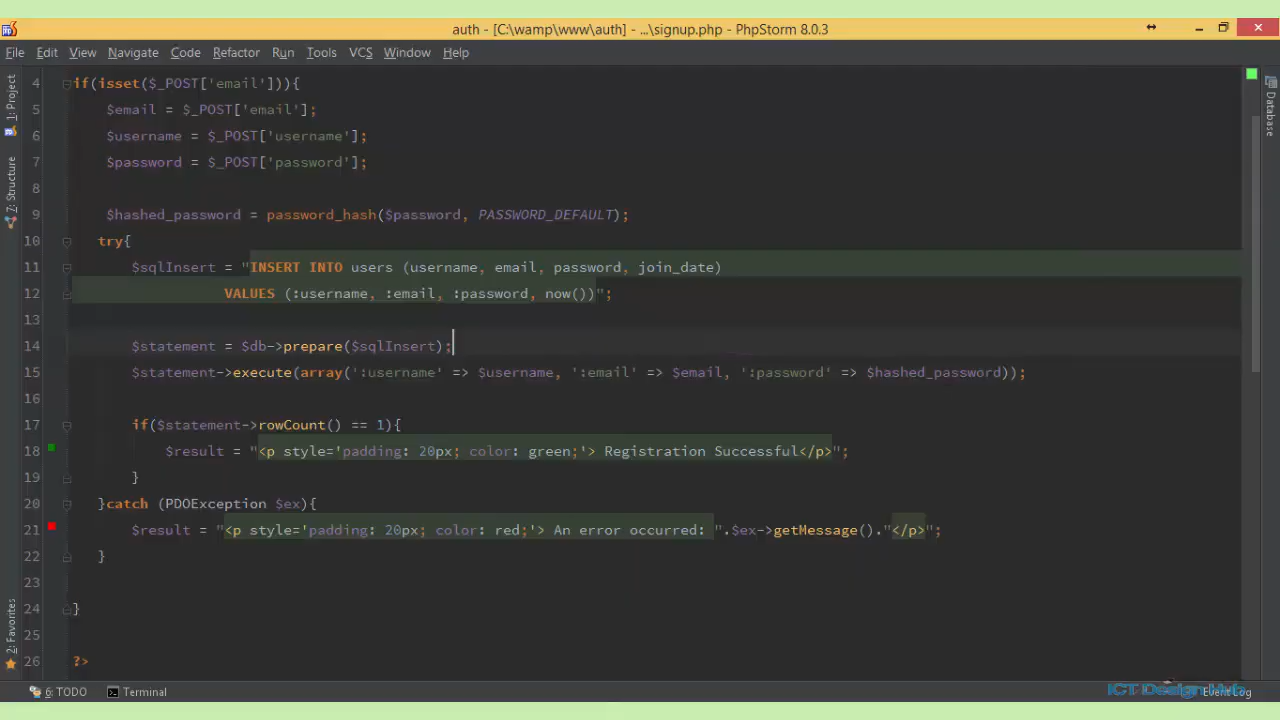 auth - [C:\wamp\www\auth] - ...\signup.php - PhpStorm 8.0.3
File Edit View Navigate Code Refactor Run Tools VCS Window Help
1: Project
7: Structure
2: Favorites
Database
4 if(isset($_POST['email'])){
5 $email = $_POST['email'];
6 $username = $_POST['username'];
7 $password = $_POST['password'];
8
9 $hashed_password = password_hash($password, PASSWORD_DEFAULT);
10 try{
11 $sqlInsert = "INSERT INTO users (username, email, password, join_date)
12 VALUES (:username, :email, :password, now())";
13
14 $statement = $db->prepare($sqlInsert);
15 $statement->execute(array(':username' => $username, ':email' => $email, ':password' => $hashed_password));
16
17 if($statement->rowCount() == 1){
18 $result = "<p style='padding: 20px; color: green;'> Registration Successful</p>";
19 }
20 }catch (PDOException $ex){
21 $result = "<p style='padding: 20px; color: red;'> An error occurred: ".$ex->getMessage()."</p>";
22 }
23
24 }
25
26 ?>
6: TODO Terminal
ICT Design Hub
Event Log